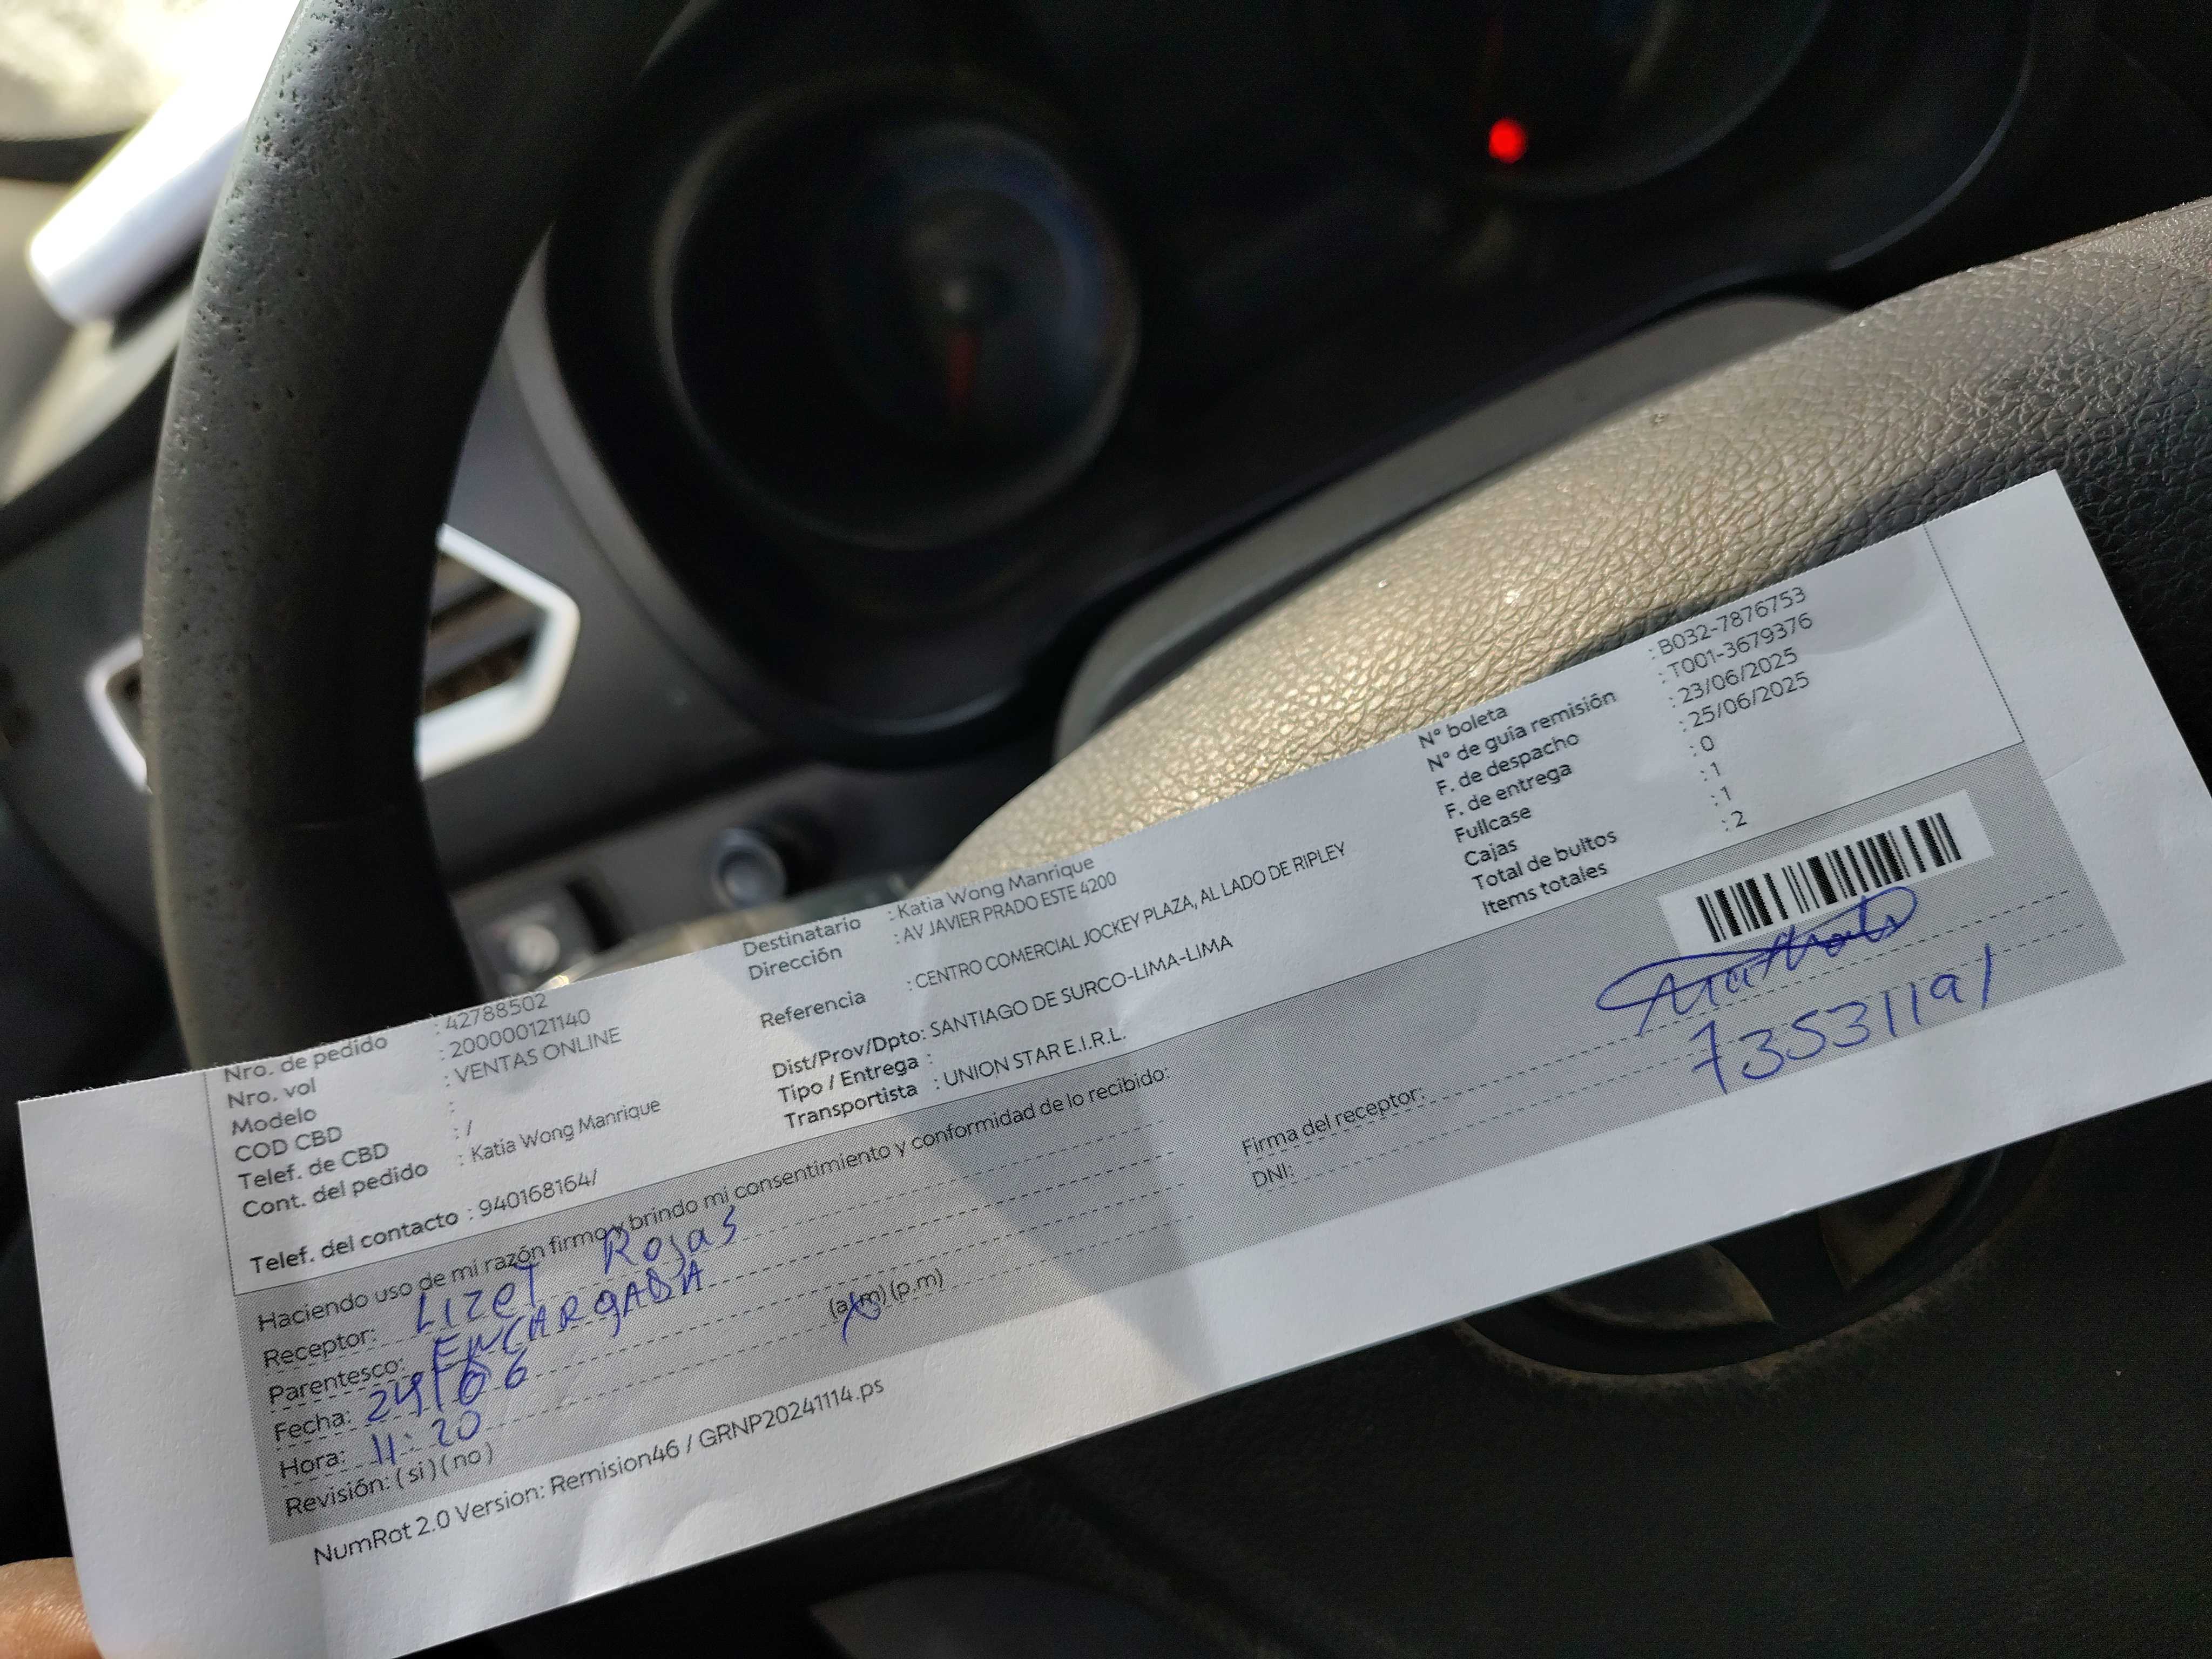 Nro. de pedido : 42788502
Nro. vol : 200000121140
Modelo : VENTAS ONLINE
COD CBD :
Telef. de CBD : /
Cont. del pedido : Katia Wong Manrique
Telef. del contacto : 940168164/
Destinatario : Katia Wong Manrique
Dirección : AV JAVIER PRADO ESTE 4200
Referencia : CENTRO COMERCIAL JOCKEY PLAZA, AL LADO DE RIPLEY
Dist/Prov/Dpto: SANTIAGO DE SURCO-LIMA-LIMA
Tipo / Entrega :
Transportista : UNION STAR E.I.R.L.
N° boleta : B032-7876753
N° de guía remisión : T001-3679376
F. de despacho : 23/06/2025
F. de entrega : 25/06/2025
Fullcase : 0
Cajas : 1
Total de bultos : 1
Items totales : 2
Haciendo uso de mi razón firmo y brindo mi consentimiento y conformidad de lo recibido:
Receptor: Lizet Rojas
Parentesco: ENCARGADA
Fecha: 24/06
Hora: 11:20 (a.m) (p.m)
Revisión: (si) (no)
Firma del receptor:
DNI: 73531191
NumRot 2.0 Version: Remision46 / GRNP20241114.ps